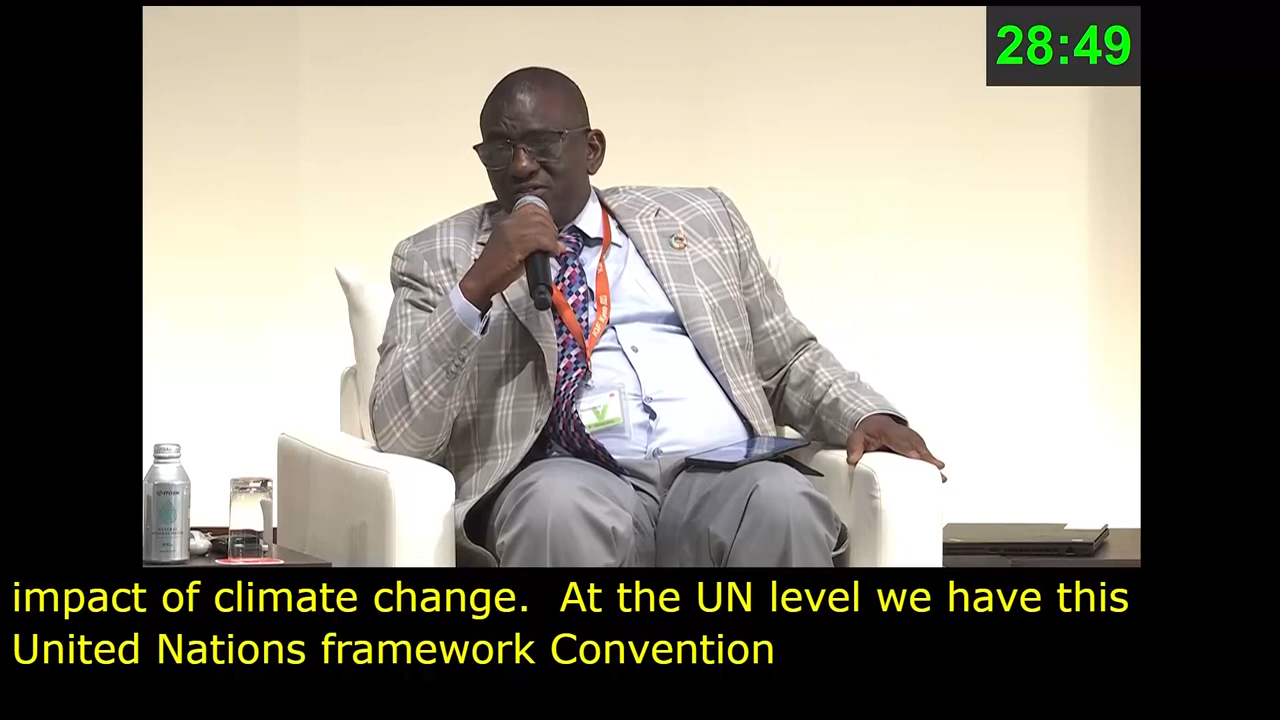 28:49
impact of climate change.  At the UN level we have this
United Nations framework Convention